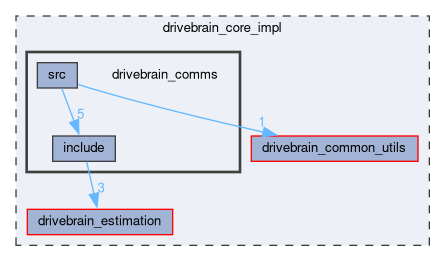 drivebrain_core_impl
src
drivebrain_comms
5
1
include
drivebrain_common_utils
3
drivebrain_estimation